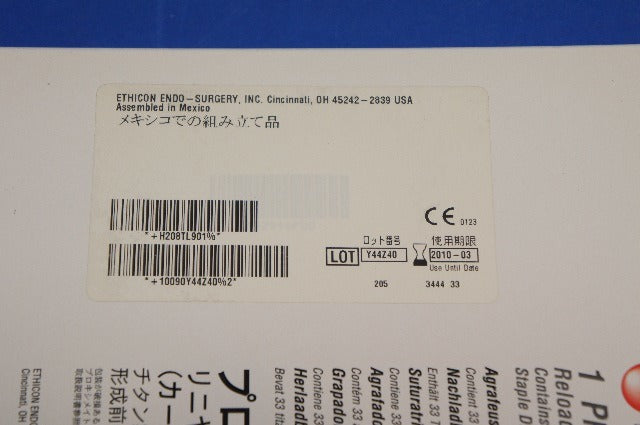 ETHICON ENDO-SURGERY, INC. Cincinnati, OH 45242-2839 USA
Assembled in Mexico
メキシコでの組み立て品
*+H208TL901%*
*+10090Y44Z40%2*
CE 0123
ロット番号
LOT Y44Z40
使用期限
2010-03
Use Until Date
205
3444 33
1
Reload
Contains
Staple
Agrafeuse
Contient 33
Nachlad
Enthält 33
Suturatri
Contiene 33
Agrafado
Contém 33
Grapado
Contiene 33
Herlaad
Bevat 33
プロ
リニ
(カー
チタン
形成前
ETHICON ENDO
Cincinnati, OH